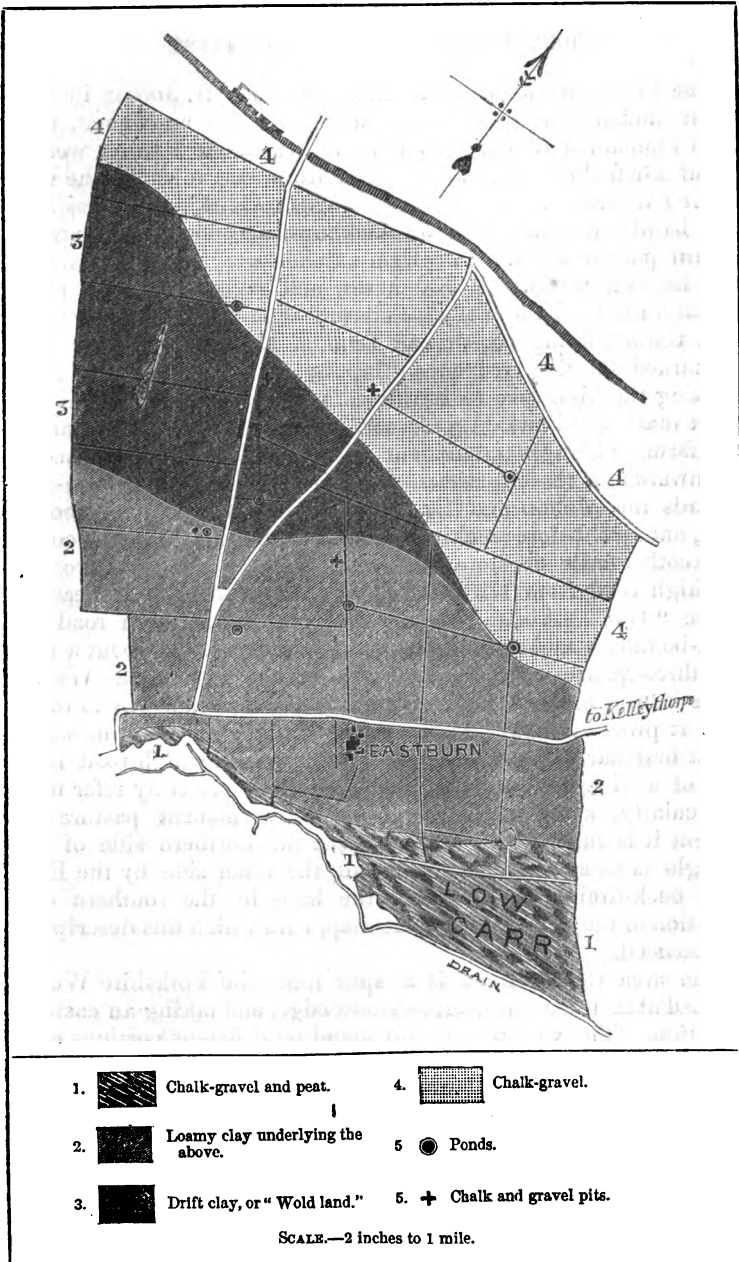 4
4
3
4
3
4
2
4
2
to Kelleythorpe
1
EASTBURN
2
1
LOW
CARR
1
DRAIN
1. Chalk-gravel and peat.
2. Loamy clay underlying the
above.
3. Drift clay, or "Wold land."
4. Chalk-gravel.
5 Ponds.
5. Chalk and gravel pits.
SCALE.—2 inches to 1 mile.